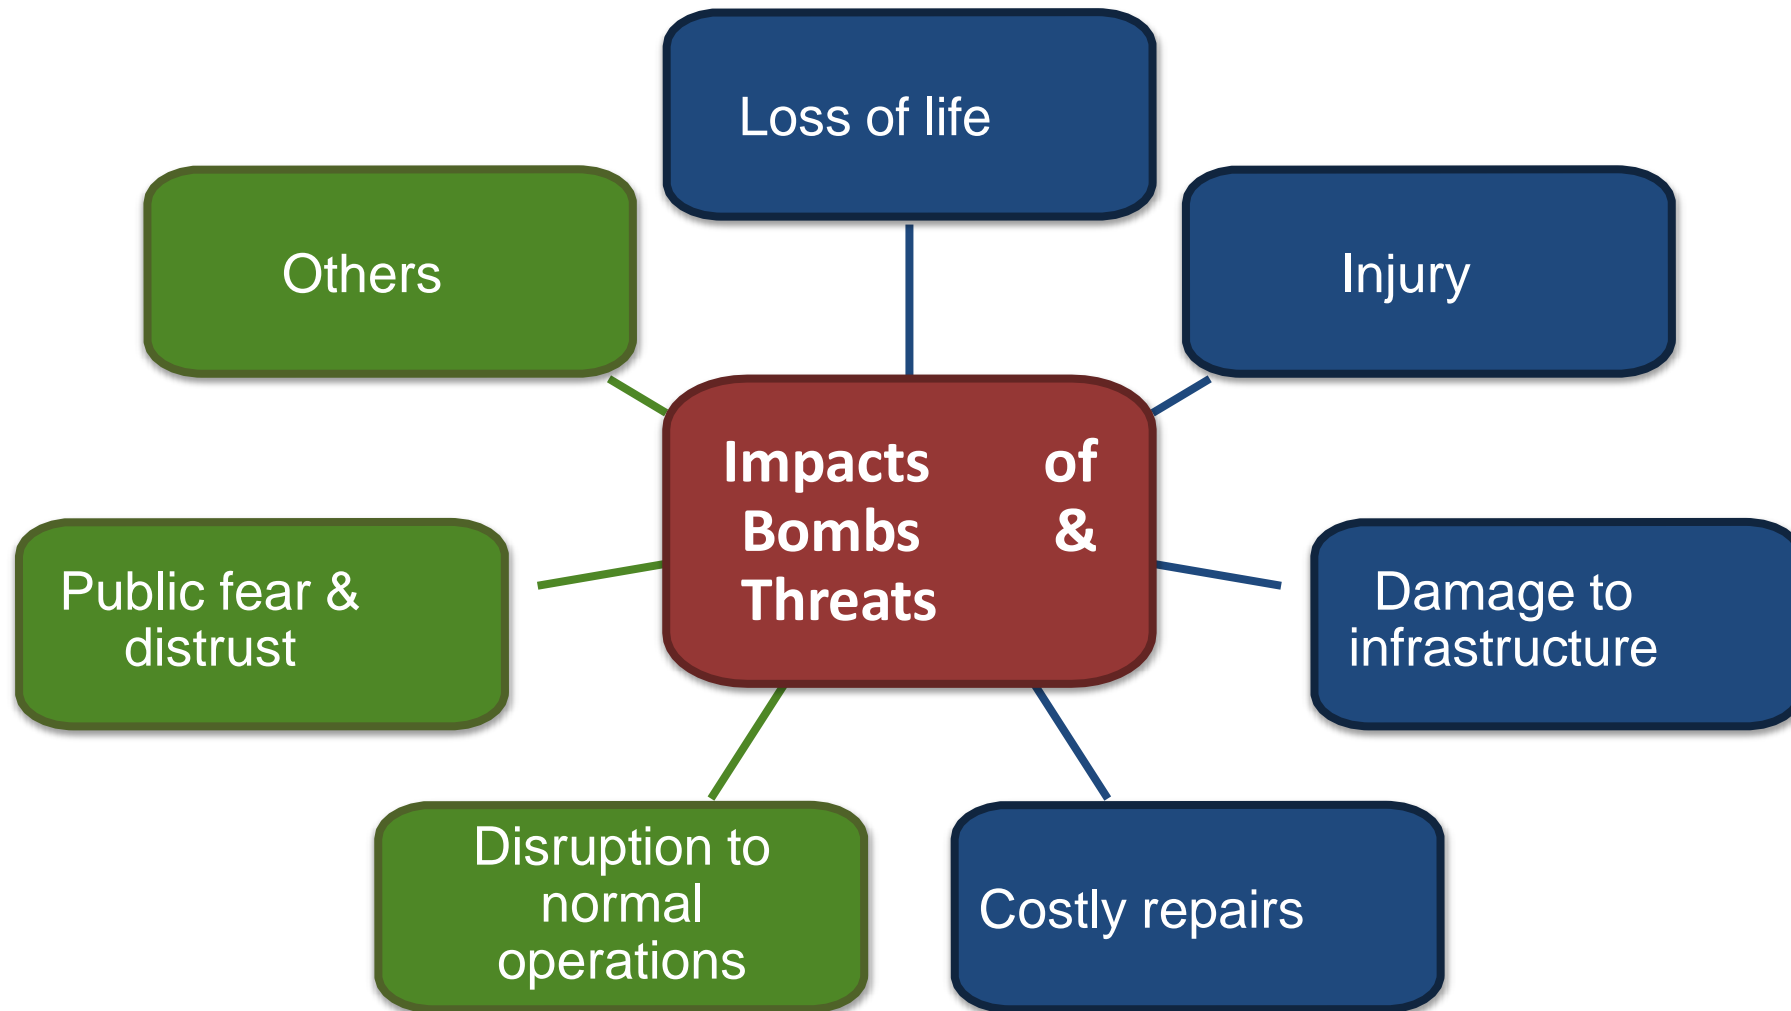 Loss of life
Others
Injury
Impacts of
Bombs &
Threats
Public fear &
distrust
Damage to
infrastructure
Disruption to
normal
operations
Costly repairs